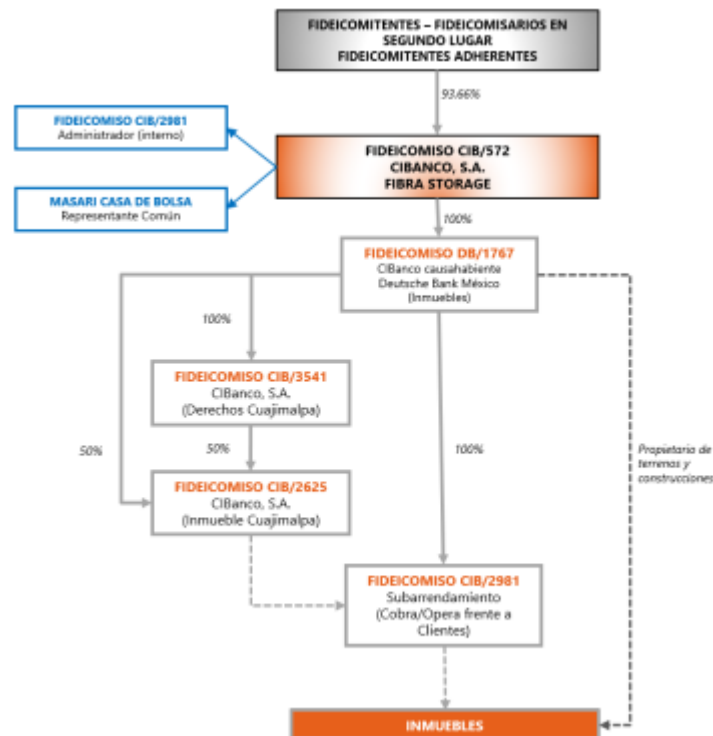 FIDEICOMITENTES – FIDEICOMISARIOS EN
SEGUNDO LUGAR
FIDEICOMITENTES ADHERENTES
93.66%
FIDEICOMISO CIB/2981
Administrador (interno)
FIDEICOMISO CIB/572
CIBANCO, S.A.
FIBRA STORAGE
MASARI CASA DE BOLSA
Representante Común
100%
FIDEICOMISO DB/1767
CIBanco causahabiente
Deutsche Bank México
(Inmuebles)
100%
FIDEICOMISO CIB/3541
CIBanco, S.A.
(Derechos Cuajimalpa)
50%
50%
100%
Propietario de
terrenos y
construcciones
FIDEICOMISO CIB/2625
CIBanco, S.A.
(Inmueble Cuajimalpa)
FIDEICOMISO CIB/2981
Subarrendamiento
(Cobra/Opera frente a
Clientes)
INMUEBLES